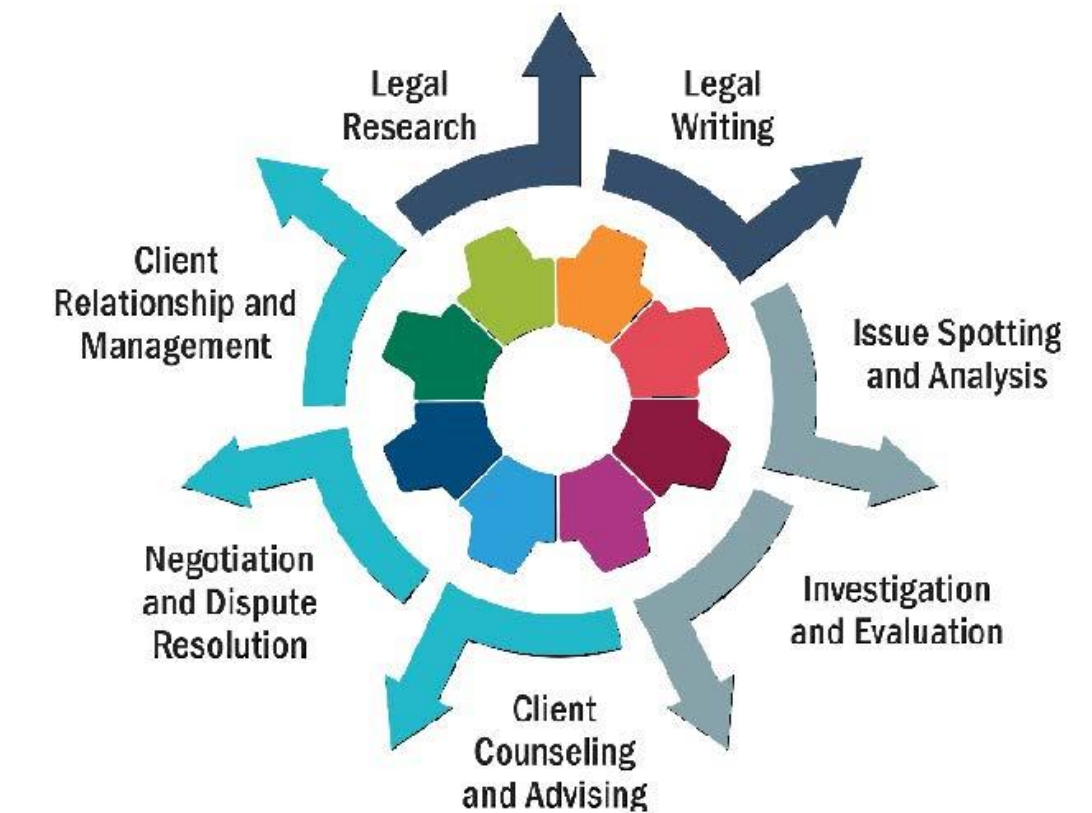 Legal
Research
Legal
Writing
Issue Spotting
and Analysis
Investigation
and Evaluation
Client
Counseling
and Advising
Negotiation
and Dispute
Resolution
Client
Relationship and
Management